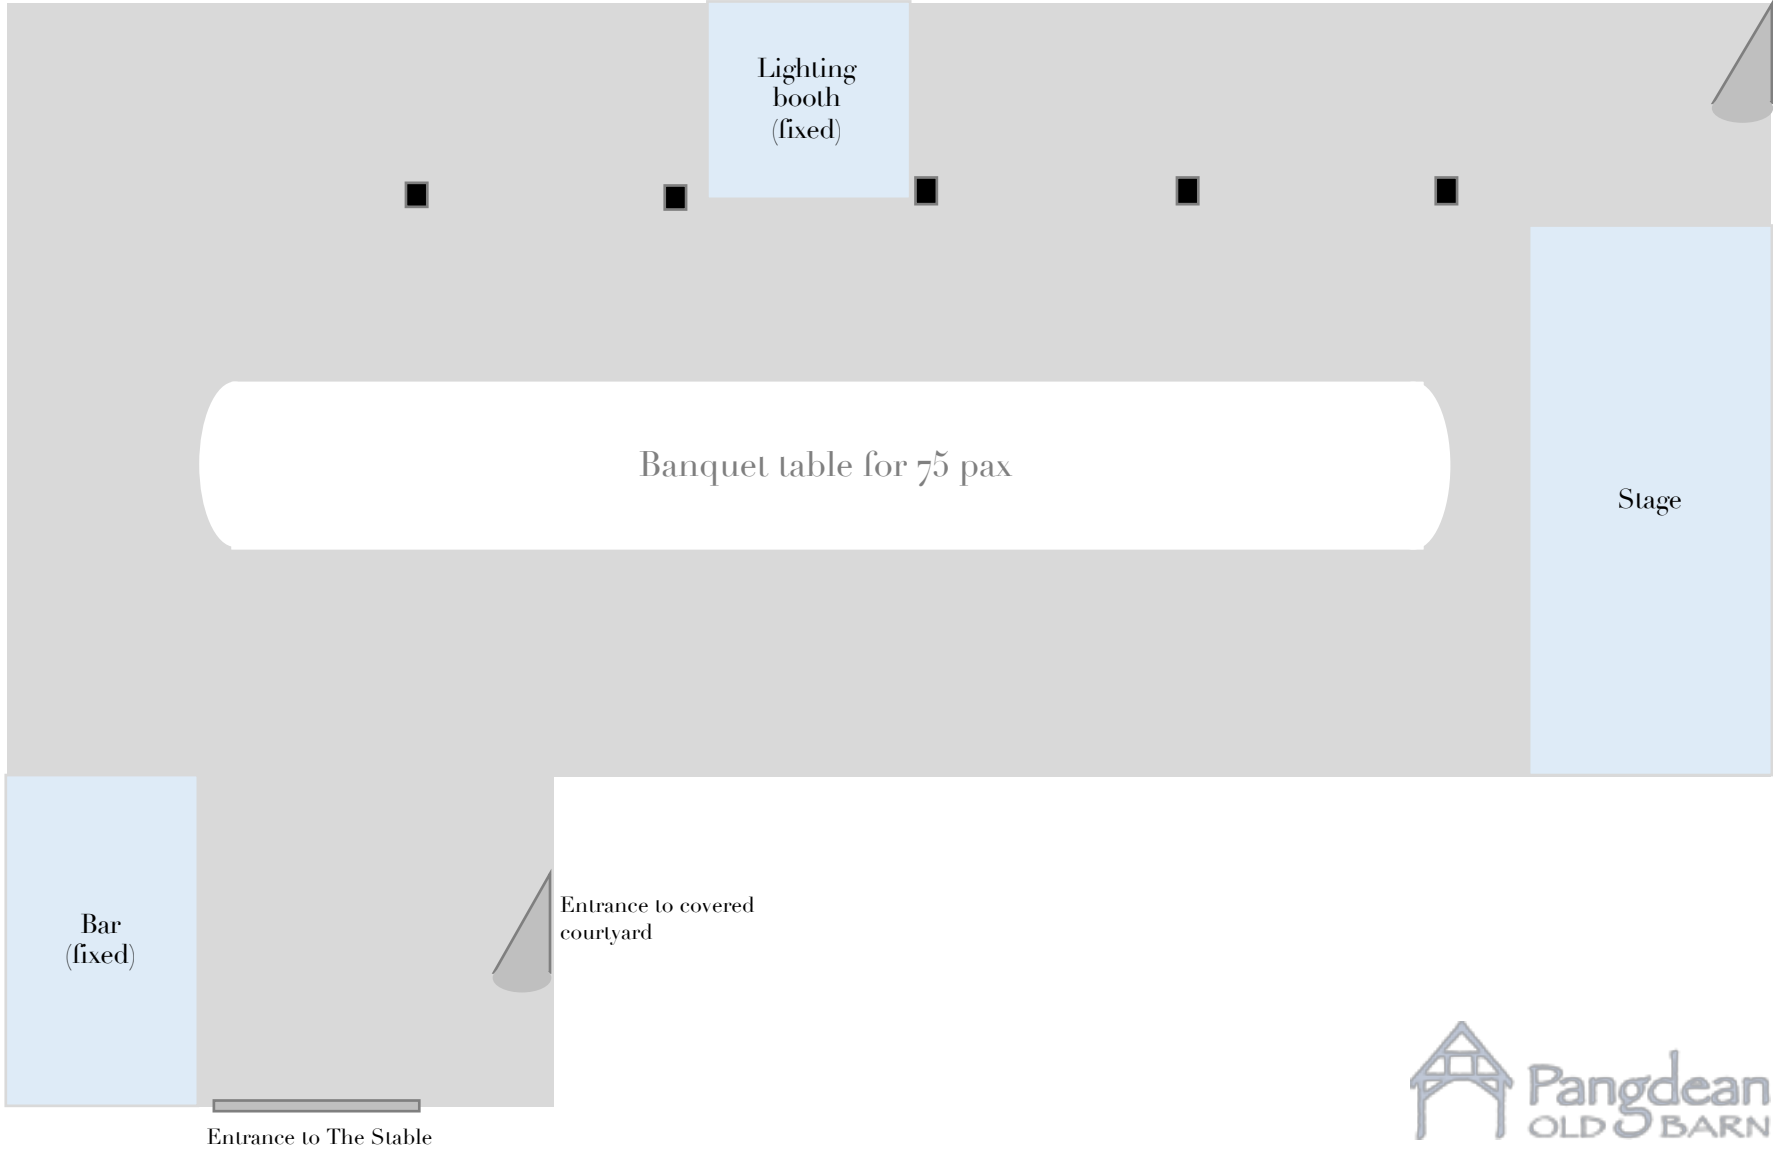 Lighting
booth
(fixed)
Banquet table for 75 pax
Stage
Bar
(fixed)
Entrance to covered
courtyard
Entrance to The Stable
Pangdean
OLD BARN